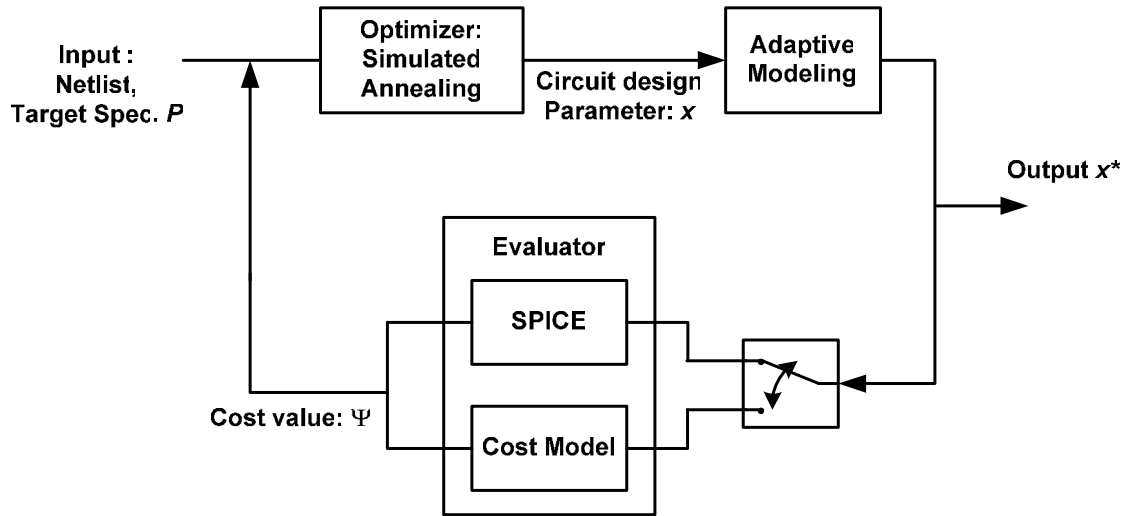 Input :
Netlist,
Target Spec. P
Optimizer:
Simulated
Annealing
Circuit design
Parameter: x
Adaptive
Modeling
Output x*
Evaluator
SPICE
Cost Model
Cost value: Ψ